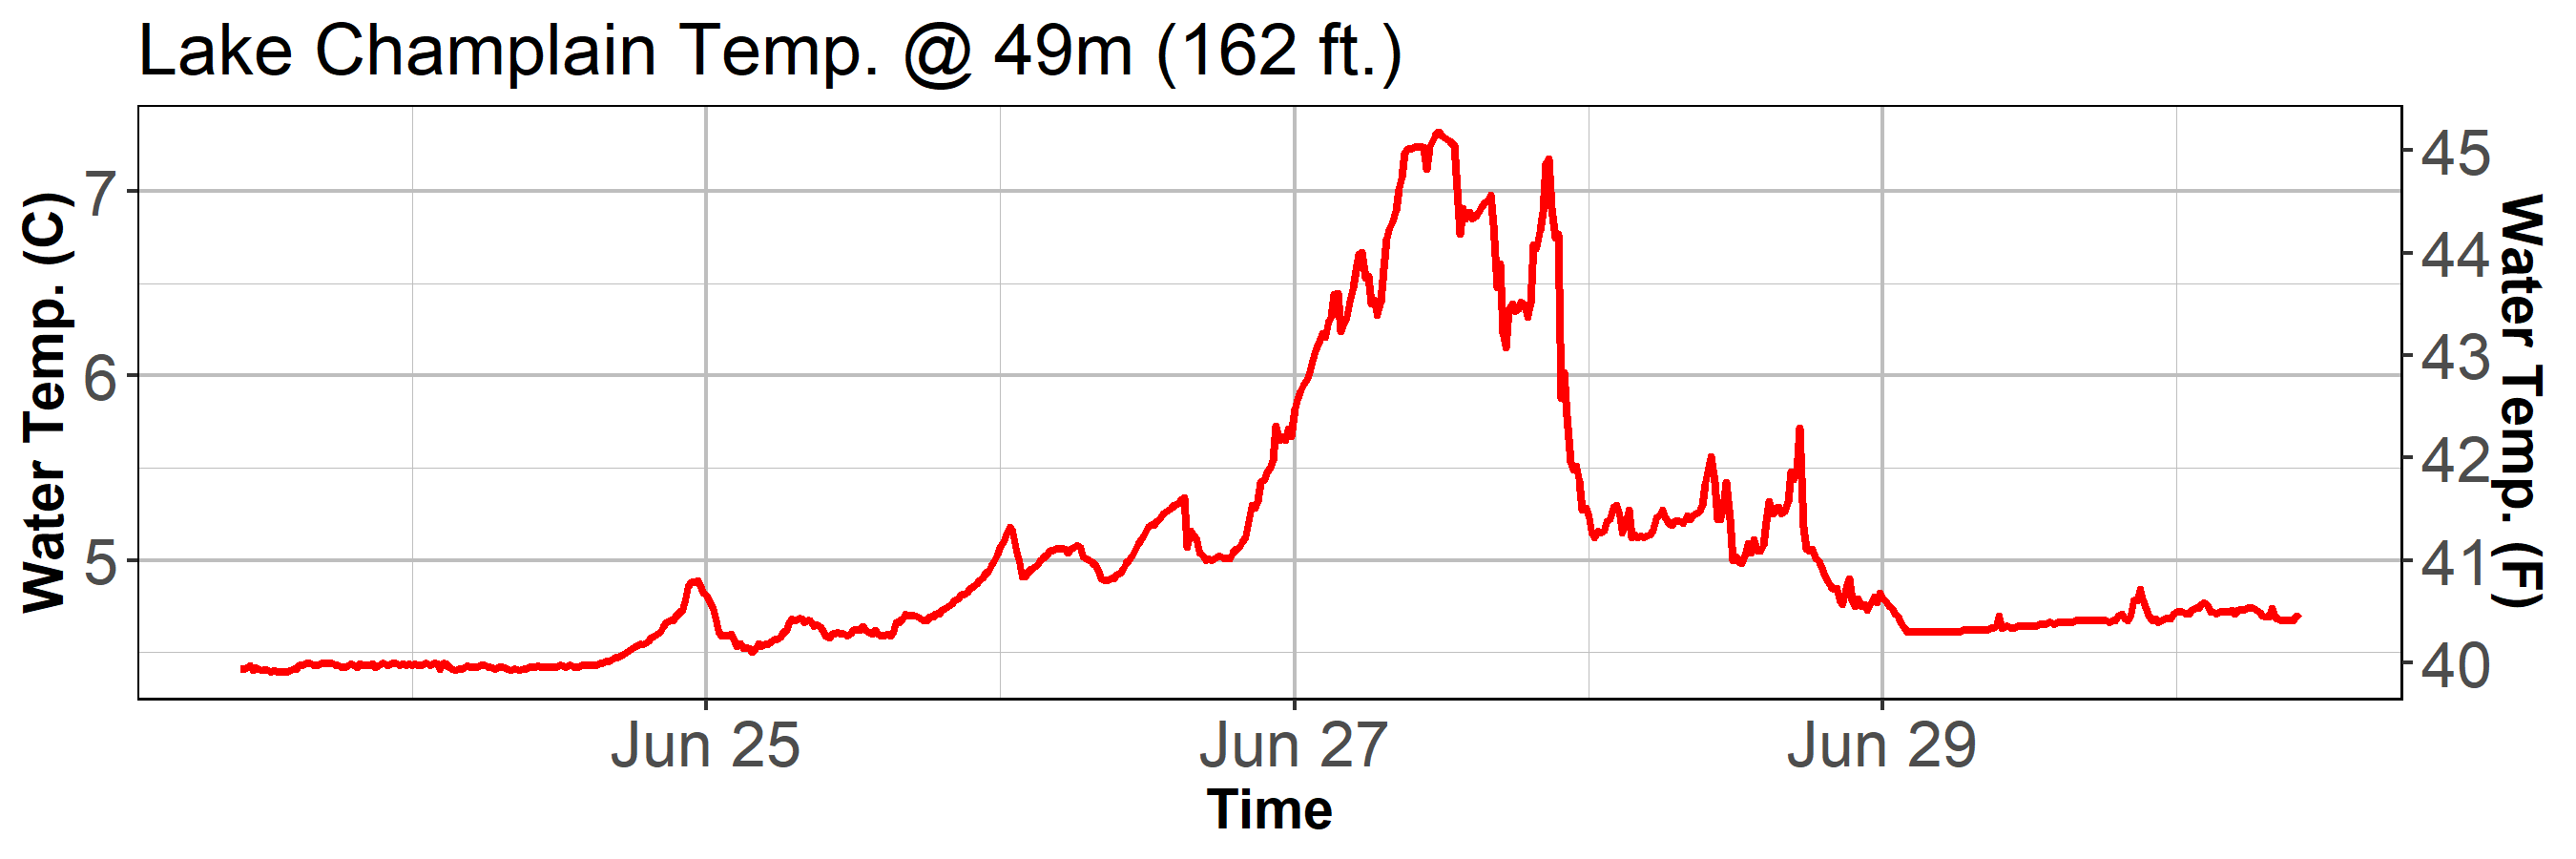 Lake Champlain Temp. @ 49m (162 ft.)
Water Temp. (C)
7
6
5
45
44
43
42
41
40
Water Temp. (F)
Jun 25 Jun 27 Jun 29
Time